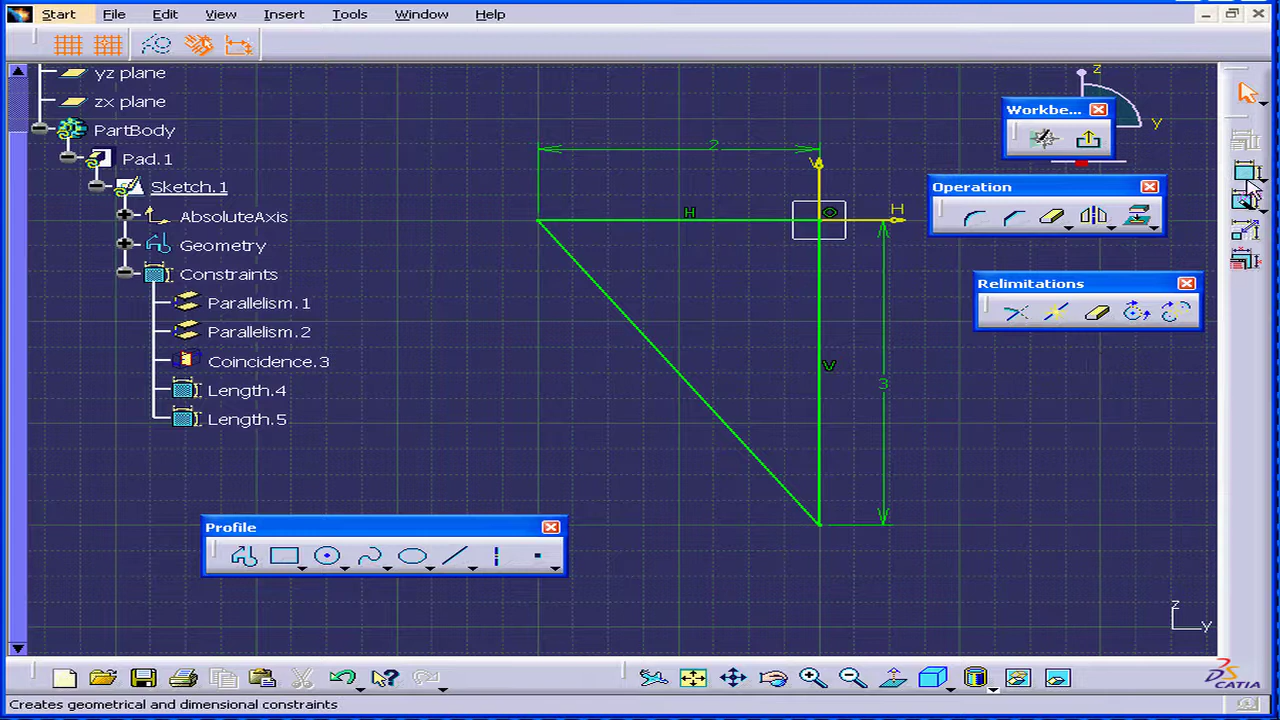 Start File Edit View Insert Tools Window Help
yz plane
zx plane
PartBody
Pad.1
Sketch.1
AbsoluteAxis
Geometry
Constraints
Parallelism.1
Parallelism.2
Coincidence.3
Length.4
Length.5
2
V
H
H
V
3
z
y
Workbe...
Operation
Relimitations
Profile
z
y
CATIA
Creates geometrical and dimensional constraints